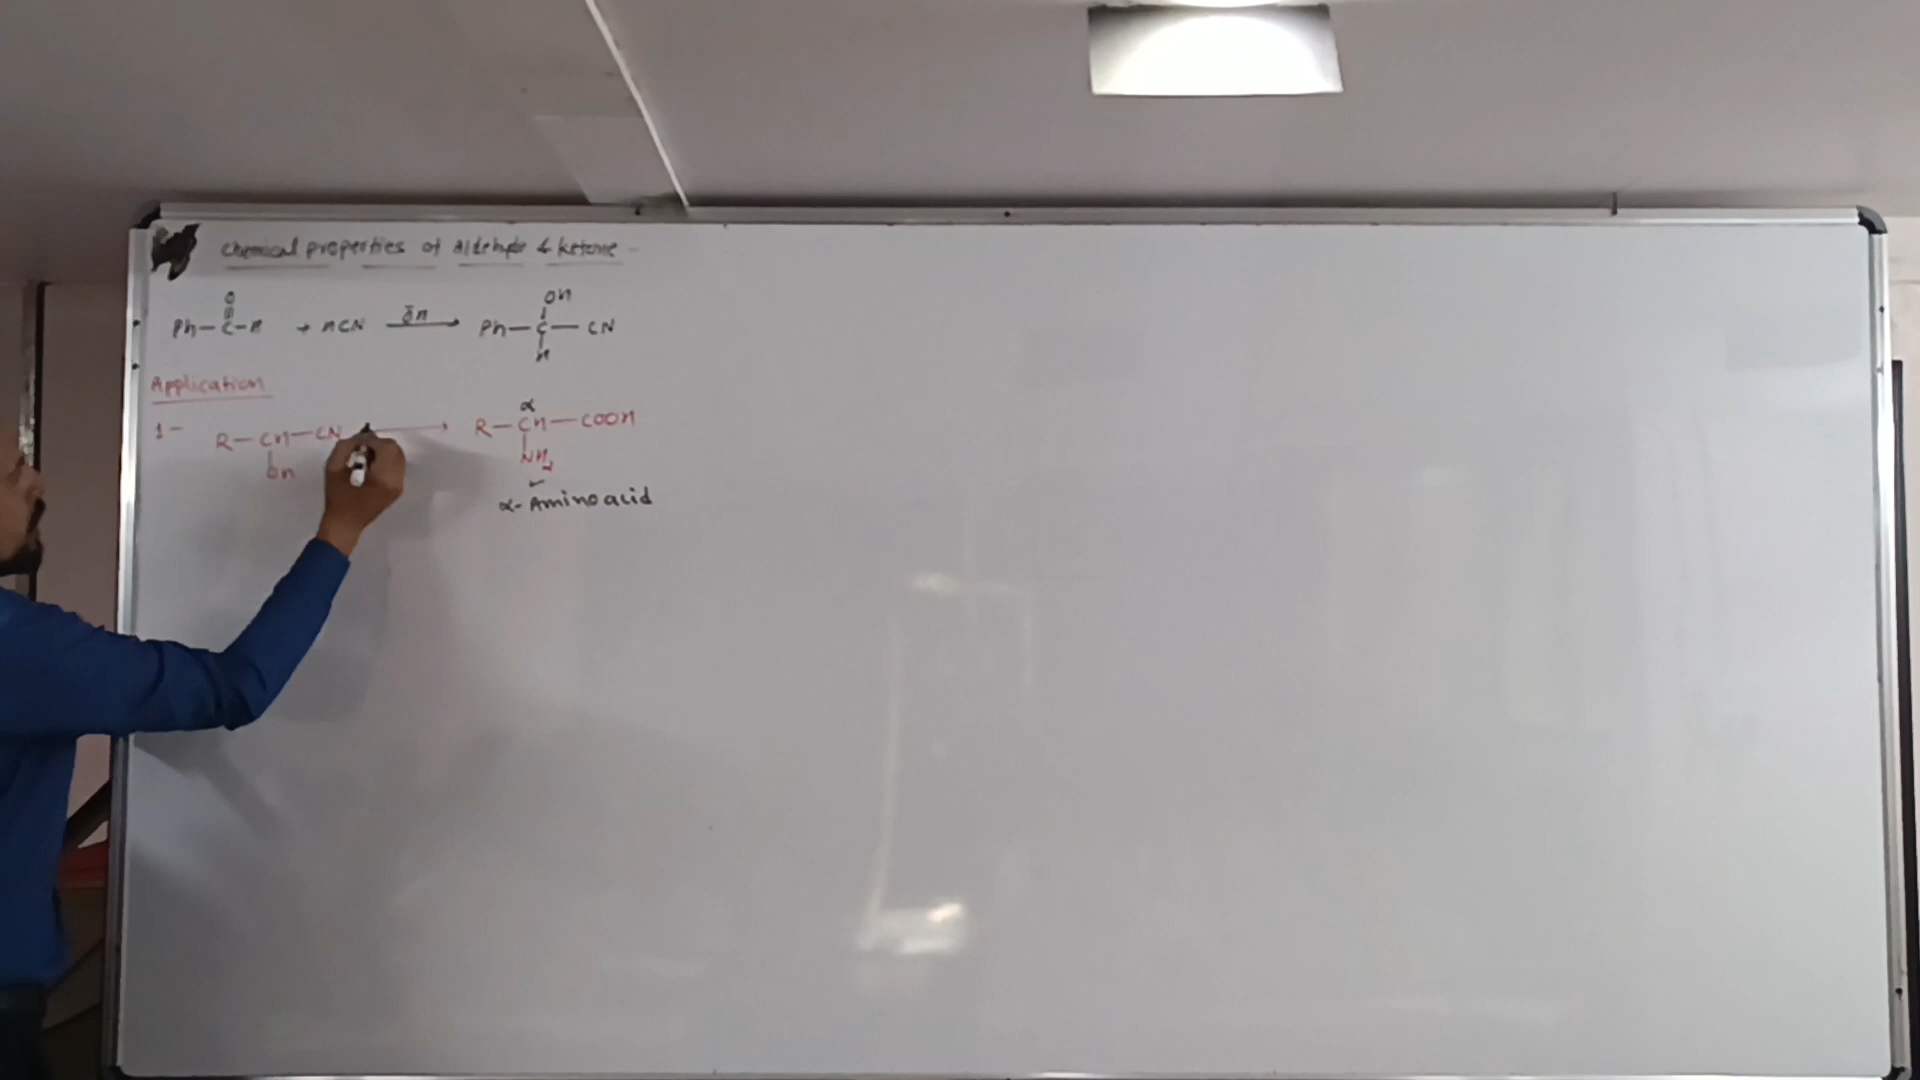 Chemical properties of Aldehyde & ketone -
O
Ph-C-H + HCN → Ph-C-CN
OH
H
Application
1- R-CH-CN → R-CH-COOH
OH
α
NH2
α- Amino acid